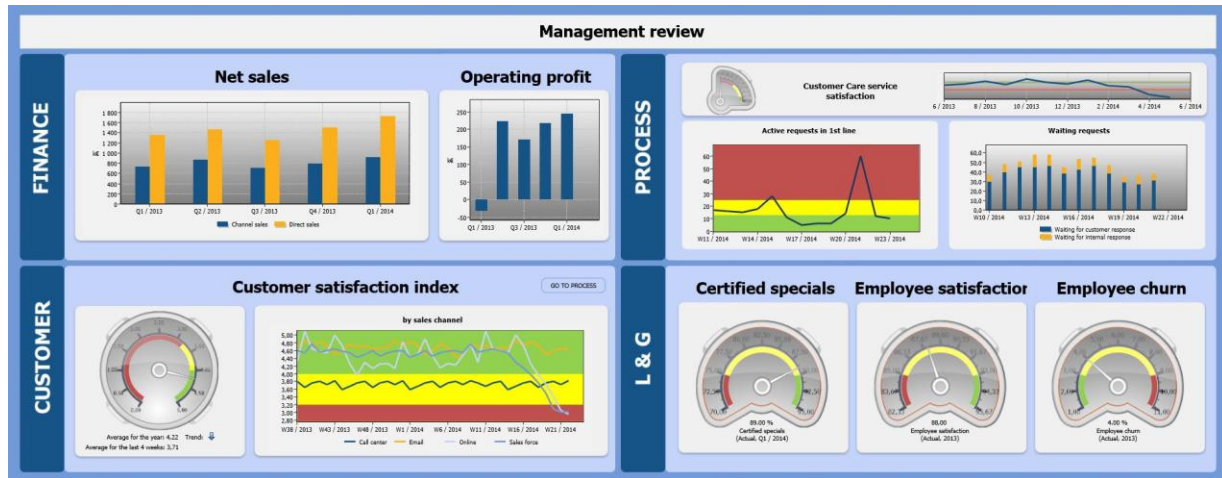 Management review
FINANCE
Net sales
1 800
1 600
1 400
1 200
1 000
800
600
400
200
0
Q1 / 2013
Q2 / 2013
Q3 / 2013
Q4 / 2013
Q1 / 2014
Channel sales
Direct sales
Operating profit
250
200
150
100
50
0
-50
Q1 / 2013
Q3 / 2013
Q1 / 2014
PROCESS
Customer Care service
satisfaction
6 / 2013
8 / 2013
10 / 2013
12 / 2013
2 / 2014
4 / 2014
6 / 2014
Active requests in 1st line
60
50
40
30
20
10
0
W11 / 2014
W14 / 2014
W17 / 2014
W20 / 2014
W23 / 2014
Waiting requests
60,0
50,0
40,0
30,0
20,0
10,0
0,0
W10 / 2014
W13 / 2014
W16 / 2014
W19 / 2014
W22 / 2014
Waiting for customer response
Waiting for internal response
CUSTOMER
Customer satisfaction index
GO TO PROCESS
Average for the year: 4,22
Trend:
Average for the last 4 weeks: 3,71
by sales channel
5,00
4,80
4,60
4,40
4,20
4,00
3,80
3,60
3,40
3,20
3,00
2,80
W38 / 2013
W43 / 2013
W1 / 2014
W6 / 2014
W11 / 2014
W16 / 2014
W21 / 2014
Call center
Email
Online
Sales force
L & G
Certified specials
89.00 %
Certified specials
(Actual, Q1 / 2014)
Employee satisfaction
88.00
Employee satisfaction
(Actual, 2013)
Employee churn
4.00 %
Employee churn
(Actual, 2013)